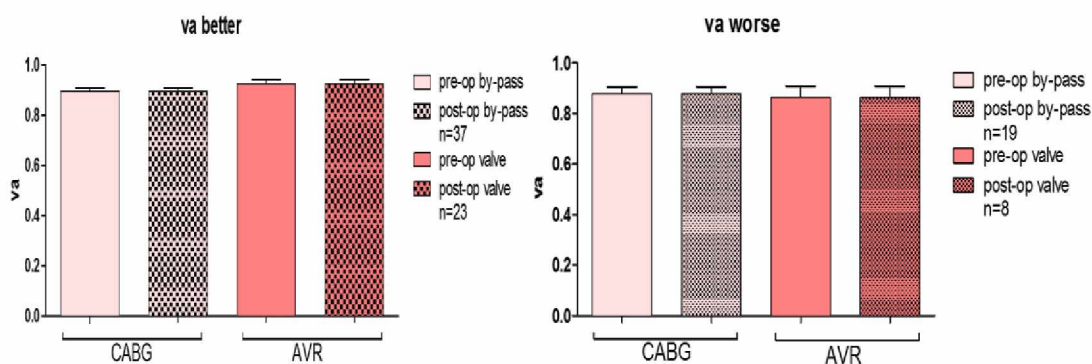 va better
1.0
0.8
0.6
0.4
0.2
0.0
va
CABG
AVR
pre-op by-pass
post-op by-pass
n=37
pre-op valve
post-op valve
n=23
va worse
1.0
0.8
0.6
0.4
0.2
0.0
va
CABG
AVR
pre-op by-pass
post-op by-pass
n=19
pre-op valve
post-op valve
n=8